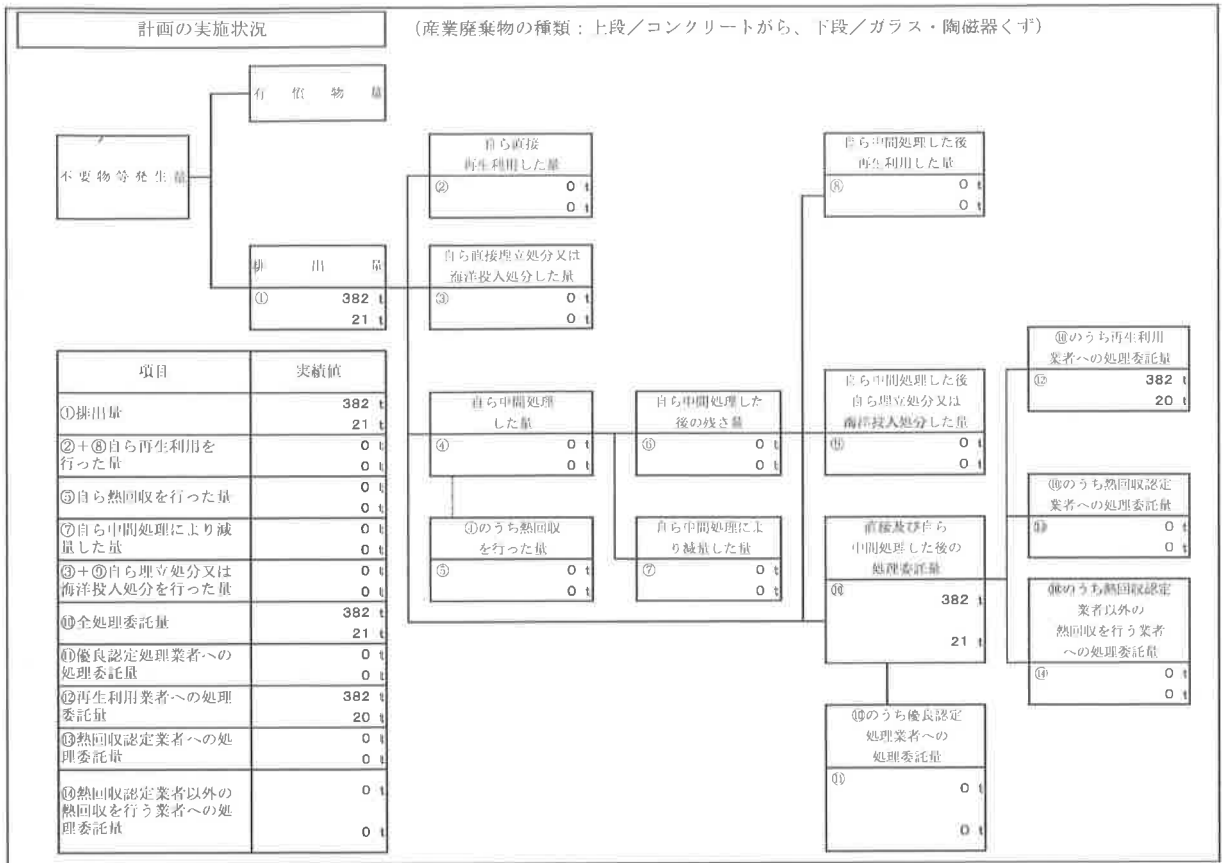 計画の実施状況
(産業廃棄物の種類：上段／コンクリートがら、下段／ガラス・陶磁器くず)
有 償 物 量
不要物等発生量
排 出 量
① 382 t
21 t
自ら直接
再生利用した量
② 0 t
0 t
自ら直接埋立処分又は
海洋投入処分した量
③ 0 t
0 t
自ら中間処理した後
再生利用した量
⑧ 0 t
0 t
項目 実績値
①排出量 382 t
21 t
②＋⑧自ら再生利用を
行った量
0 t
0 t
⑤自ら熱回収を行った量
0 t
0 t
⑦自ら中間処理により減
量した量
0 t
0 t
③＋⑨自ら埋立処分又は
海洋投入処分を行った量
0 t
0 t
⑩全処理委託量
382 t
21 t
⑪優良認定処理業者への
処理委託量
0 t
0 t
⑫再生利用業者への処理
委託量
382 t
20 t
⑬熱回収認定業者への処
理委託量
0 t
0 t
⑭熱回収認定業者以外の
熱回収を行う業者への処
理委託量
0 t
0 t
自ら中間処理
した量
④ 0 t
0 t
④のうち熱回収
を行った量
⑤ 0 t
0 t
自ら中間処理した
後の残さ量
⑥ 0 t
0 t
自ら中間処理によ
り減量した量
⑦ 0 t
0 t
自ら中間処理した後
自ら埋立処分又は
海洋投入処分した量
⑨ 0 t
0 t
直接及び自ら
中間処理した後の
処理委託量
⑩ 382 t
21 t
⑩のうち優良認定
処理業者への
処理委託量
⑪ 0 t
0 t
⑩のうち再生利用
業者への処理委託量
⑫ 382 t
20 t
⑩のうち熱回収認定
業者への処理委託量
⑬ 0 t
0 t
⑩のうち熱回収認定
業者以外の
熱回収を行う業者
への処理委託量
⑭ 0 t
0 t